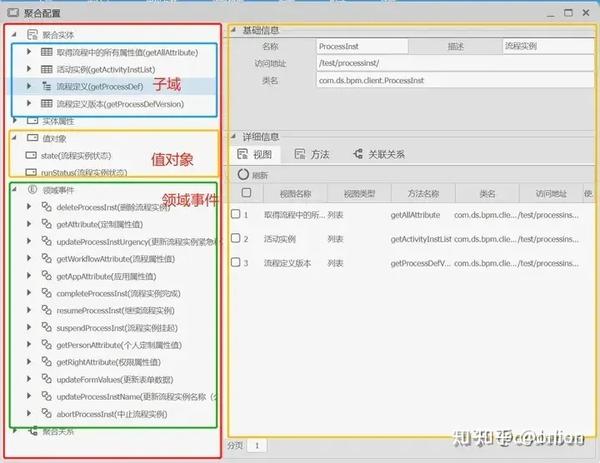 聚合配置
聚合实体
取得流程中的所有属性值(getAllAttribute)
活动实例(getActivityInstList)
流程定义(getProcessDef)
子域
流程定义版本(getProcessDefVersion)
实体属性
值对象
state(流程实例状态)
值对象
runStatus(流程实例状态)
领域事件
领域事件
deleteProcessInst(删除流程实例)
getAttribute(定制属性值)
updateProcessInstUrgency(更新流程实例紧急
getWorkflowAttribute(流程属性值)
getAppAttribute(应用属性值)
completeProcessInst(流程实例完成)
resumeProcessInst(继续流程实例)
suspendProcessInst(流程实例挂起)
getPersonAttribute(个人定制属性值)
getRightAttribute(权限属性值)
updateFormValues(更新表单数据)
updateProcessInstName(更新流程实例名称（
abortProcessInst(中止流程实例)
聚合关系
基础信息
名称 ProcessInst 描述 流程实例
访问地址 /test/processinst/
类名 com.ds.bpm.client.ProcessInst
详细信息
视图 方法 关联关系
刷新
视图名称 视图类型 方法名称 类名 访问地址 使.
1 取得流程中的所... 列表 getAllAttribute com.ds.bpm.clie.../test/processins...
2 活动实例 列表 getActivityInstList com.ds.bpm.clie.../test/processins...
3 流程定义版本 列表 getProcessDefV... com.ds.bpm.clie.../test/processins...
分页 1